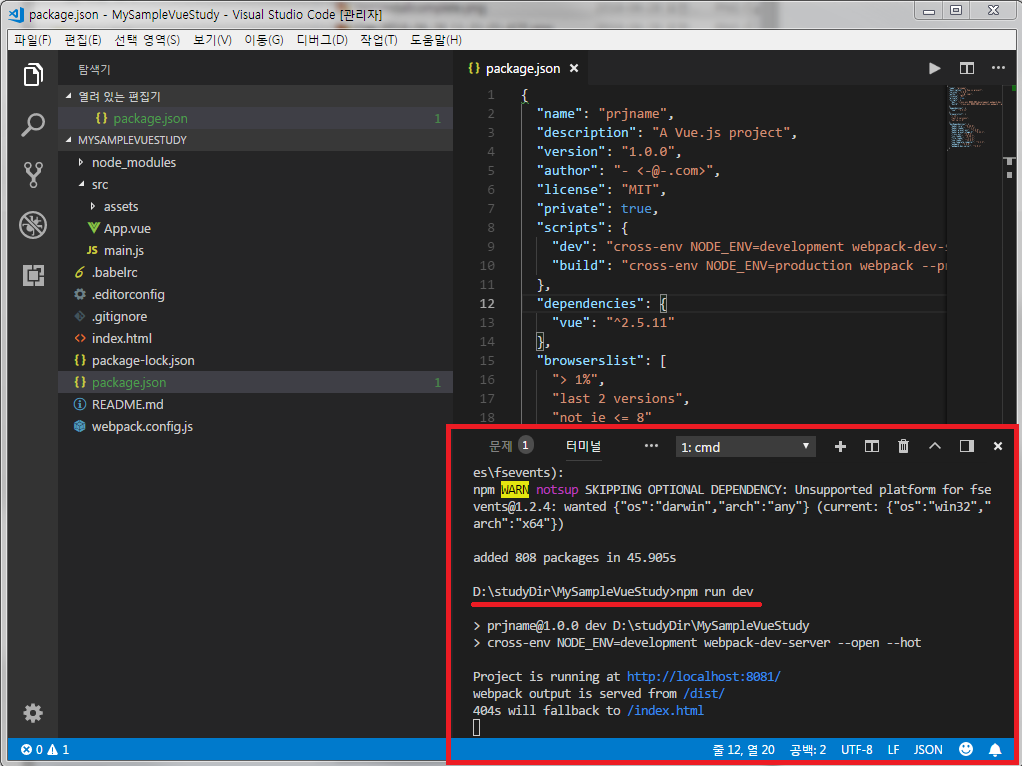 package.json - MySampleVueStudy - Visual Studio Code [관리자]
파일(F) 편집(E) 선택 영역(S) 보기(V) 이동(G) 디버그(D) 작업(T) 도움말(H)
탐색기
열려 있는 편집기
{} package.json 1
MYSAMPLEVUESTUDY
node_modules
src
assets
App.vue
JS main.js
.babelrc
.editorconfig
.gitignore
<> index.html
{} package-lock.json
{} package.json 1
README.md
webpack.config.js
{} package.json
1 {
2 "name": "prjname",
3 "description": "A Vue.js project",
4 "version": "1.0.0",
5 "author": "- <-@-.com>",
6 "license": "MIT",
7 "private": true,
8 "scripts": {
9 "dev": "cross-env NODE_ENV=development webpack-dev-s
10 "build": "cross-env NODE_ENV=production webpack --pr
11 },
12 "dependencies": {
13 "vue": "^2.5.11"
14 },
15 "browserslist": [
16 "> 1%",
17 "last 2 versions",
18 "not ie <= 8"
문제 1 터미널 ··· 1: cmd
es\fsevents):
npm WARN notsup SKIPPING OPTIONAL DEPENDENCY: Unsupported platform for fse
vents@1.2.4: wanted {"os":"darwin","arch":"any"} (current: {"os":"win32","
arch":"x64"})
added 808 packages in 45.905s
D:\studyDir\MySampleVueStudy>npm run dev
> prjname@1.0.0 dev D:\studyDir\MySampleVueStudy
> cross-env NODE_ENV=development webpack-dev-server --open --hot
Project is running at http://localhost:8081/
webpack output is served from /dist/
404s will fallback to /index.html
0 1 줄 12, 열 20 공백: 2 UTF-8 LF JSON